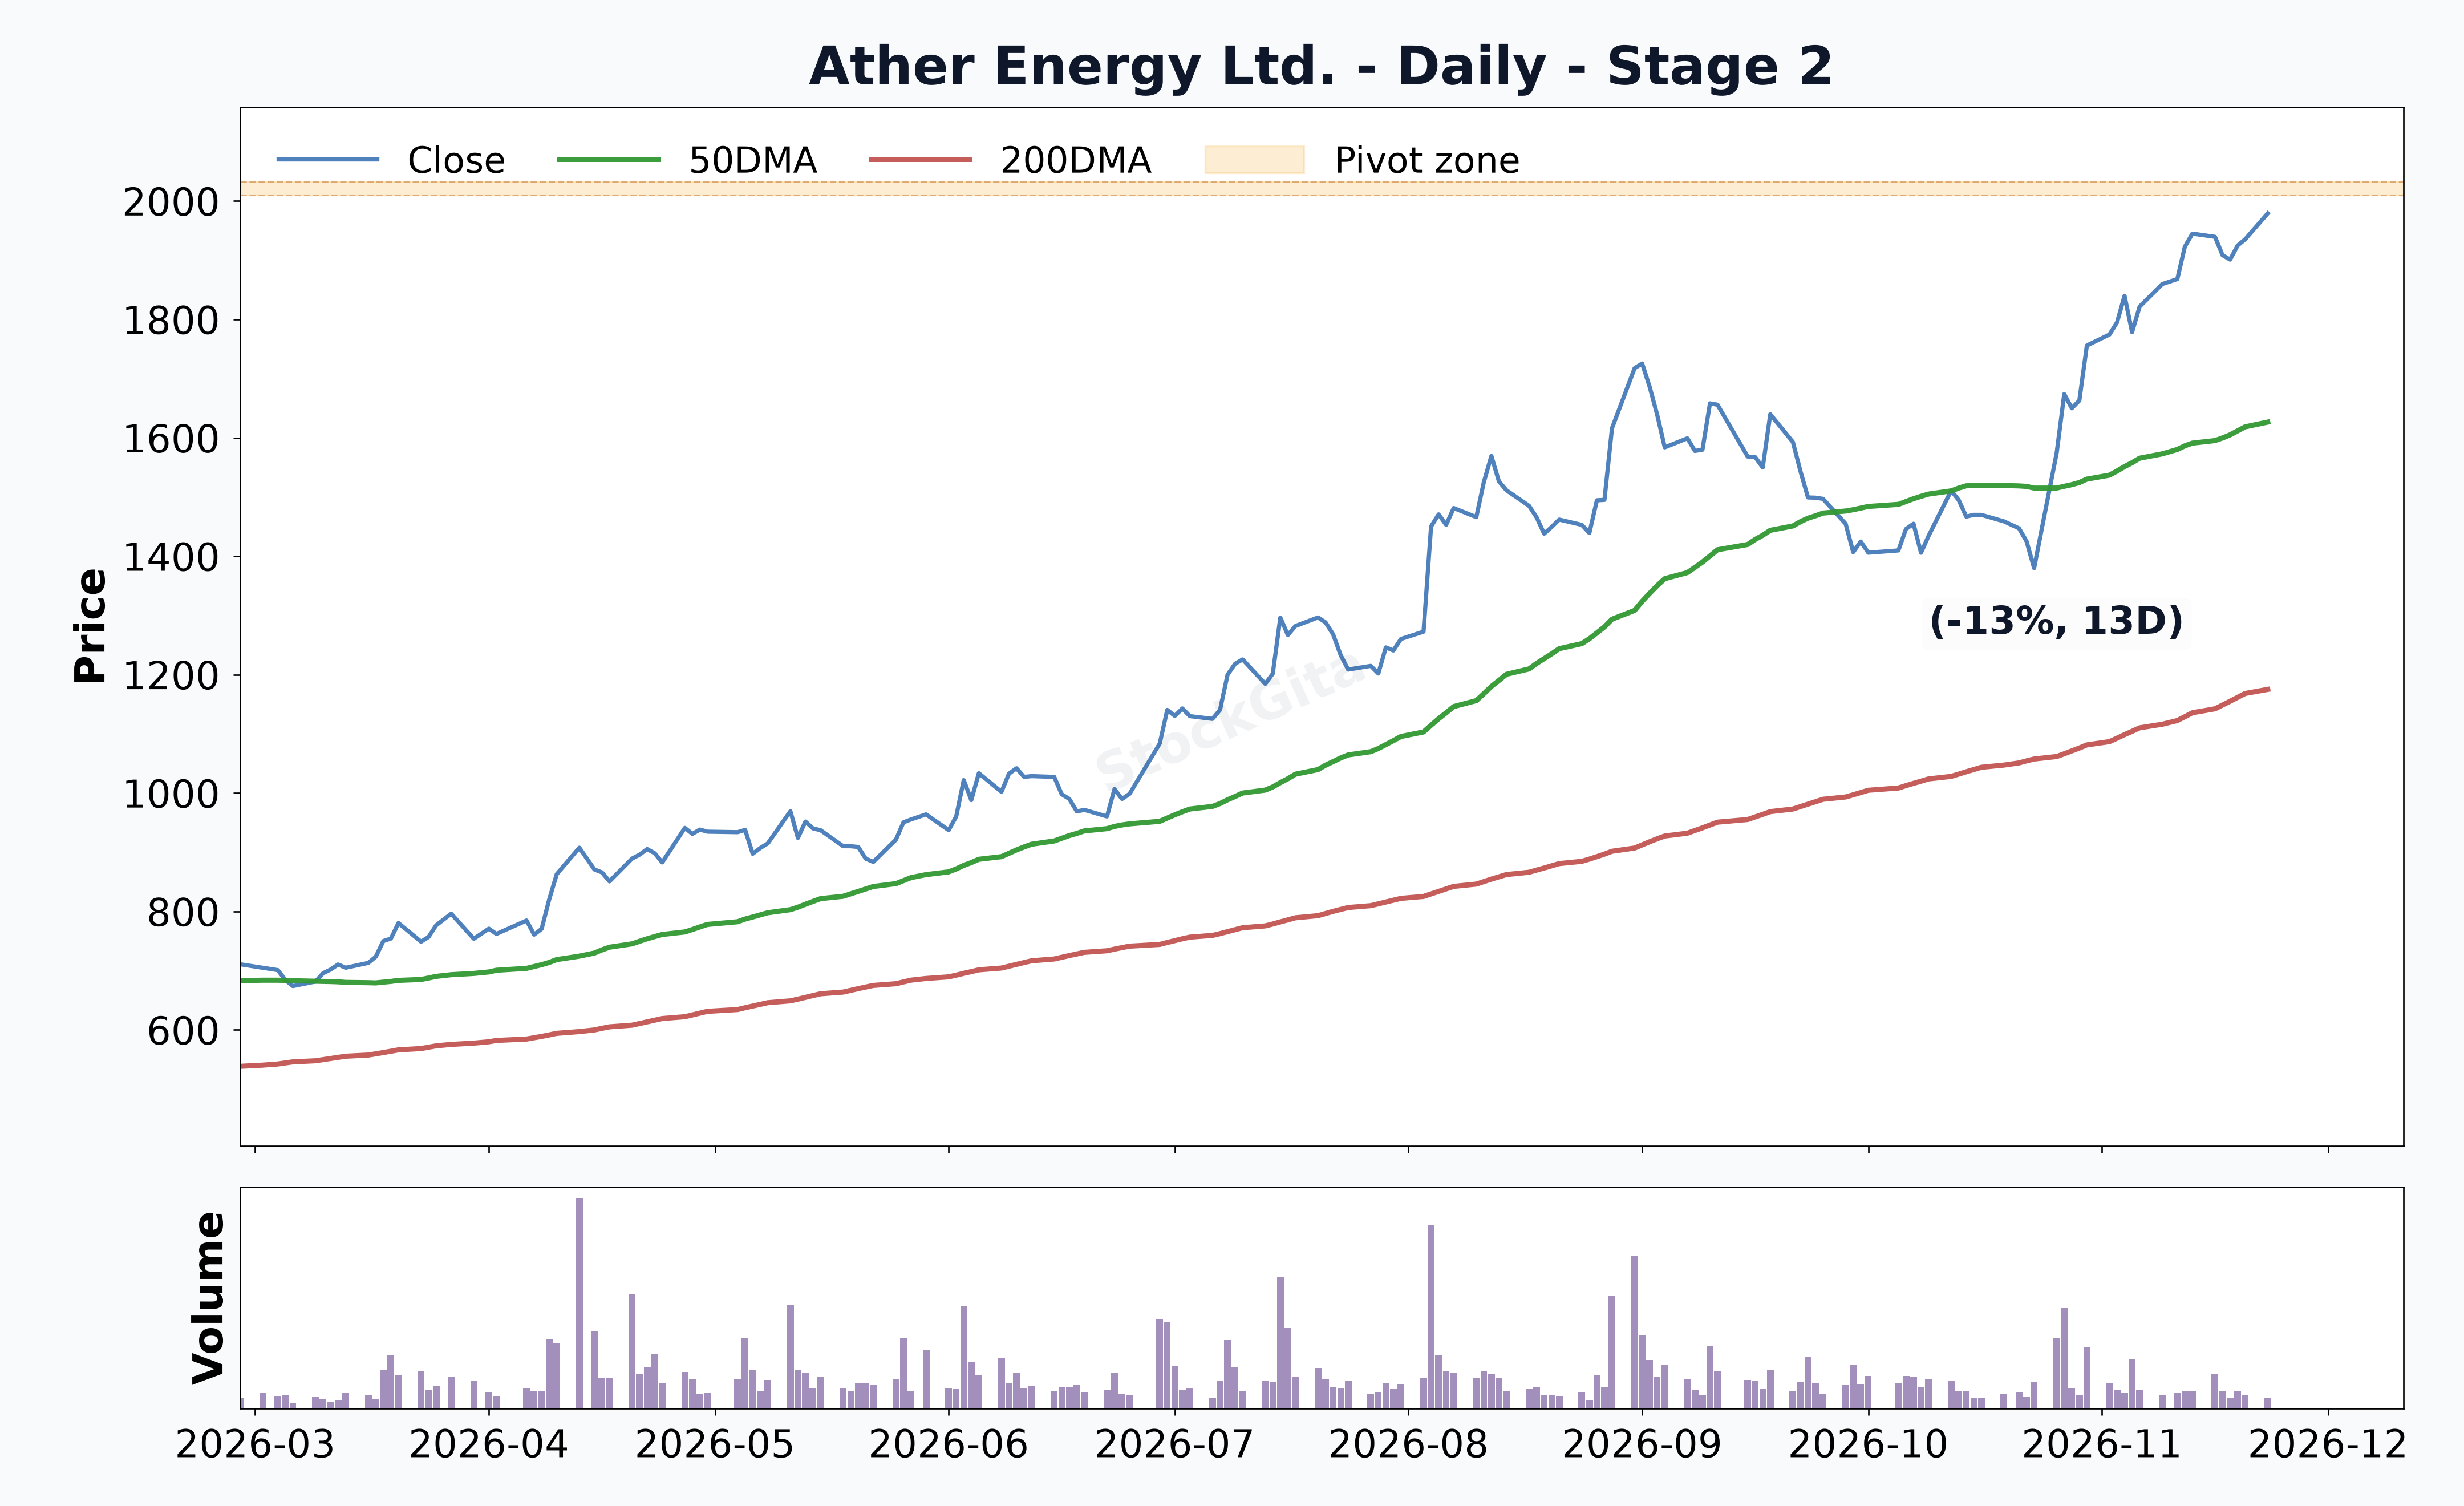 Ather Energy Ltd. - Daily - Stage 2
Close 50DMA 200DMA Pivot zone
2000
1800
1600
1400
1200
1000
800
600
Price
(-13%, 13D)
StockGita
Volume
2026-03 2026-04 2026-05 2026-06 2026-07 2026-08 2026-09 2026-10 2026-11 2026-12